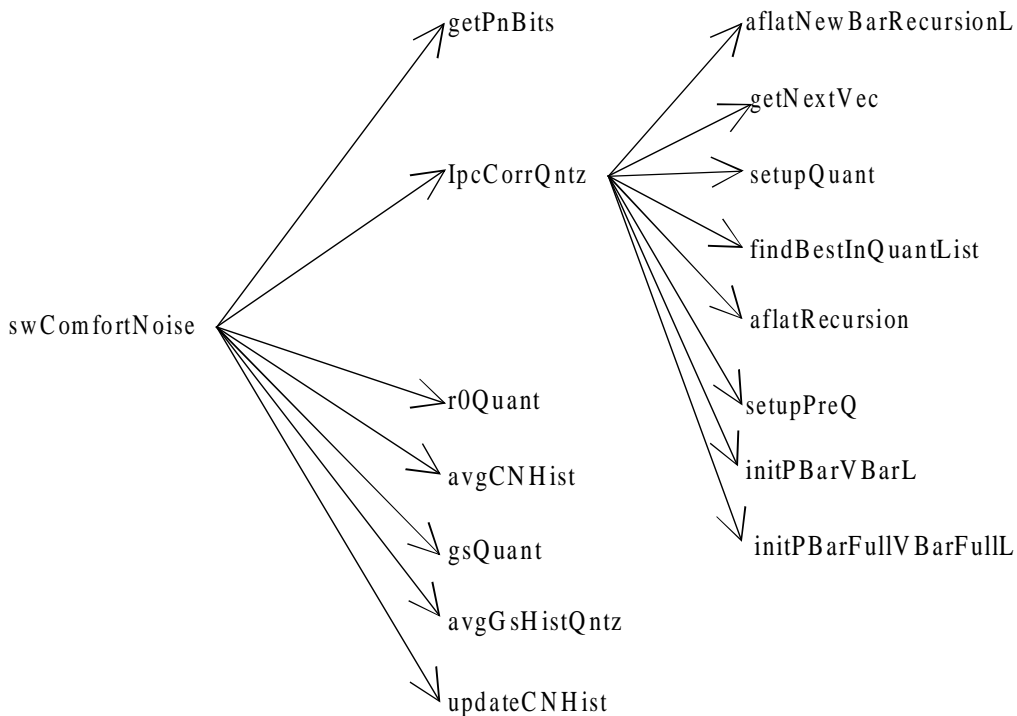 getPnBits
aflatNewBarRecursionL
getNextVec
lpcCorrQntz
setupQuant
findBestInQuantList
swComfortNoise
aflatRecursion
r0Quant
setupPreQ
avgCNHist
initPBarVBarL
gsQuant
initPBarFullVBarFullL
avgGsHistQntz
updateCNHist